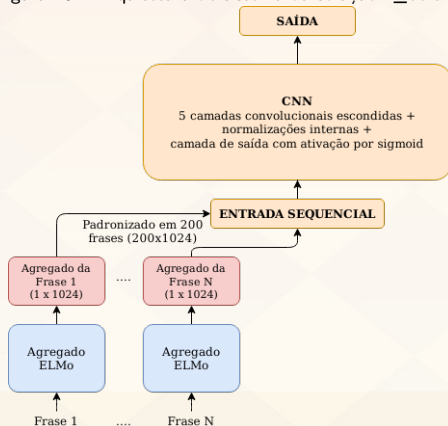 SAÍDA
CNN
5 camadas convolucionais escondidas +
normalizações internas +
camada de saída com ativação por sigmoid
ENTRADA SEQUENCIAL
Padronizado em 200
frases (200x1024)
Agregado da
Frase 1
(1 x 1024)
....
Agregado da
Frase N
(1 x 1024)
Agregado
ELMo
Agregado
ELMo
Frase 1
....
Frase N